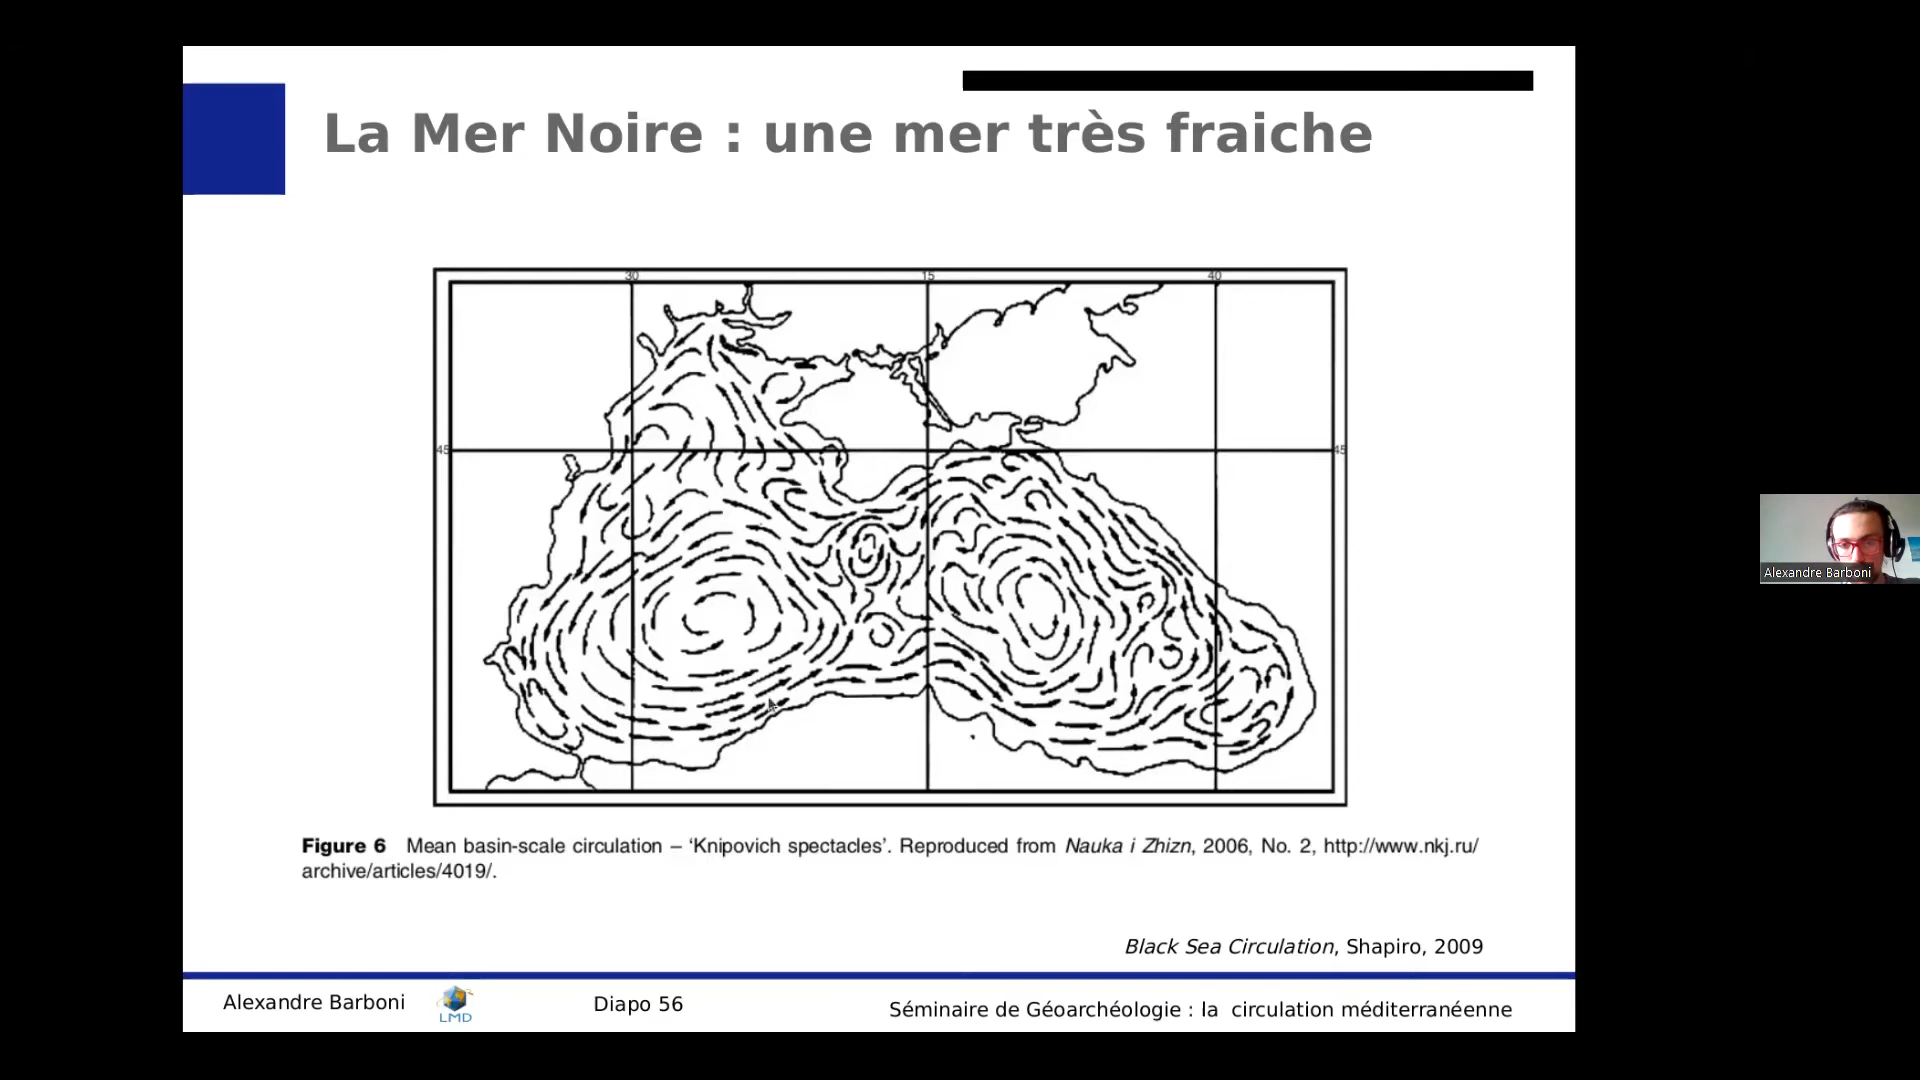 La Mer Noire : une mer très fraiche
30 15 40
45 45
Figure 6 Mean basin-scale circulation – ‘Knipovich spectacles’. Reproduced from Nauka i Zhizn, 2006, No. 2, http://www.nkj.ru/
archive/articles/4019/.
Black Sea Circulation, Shapiro, 2009
Alexandre Barboni
LMD
Diapo 56
Séminaire de Géoarchéologie : la circulation méditerranéenne
Alexandre Barboni